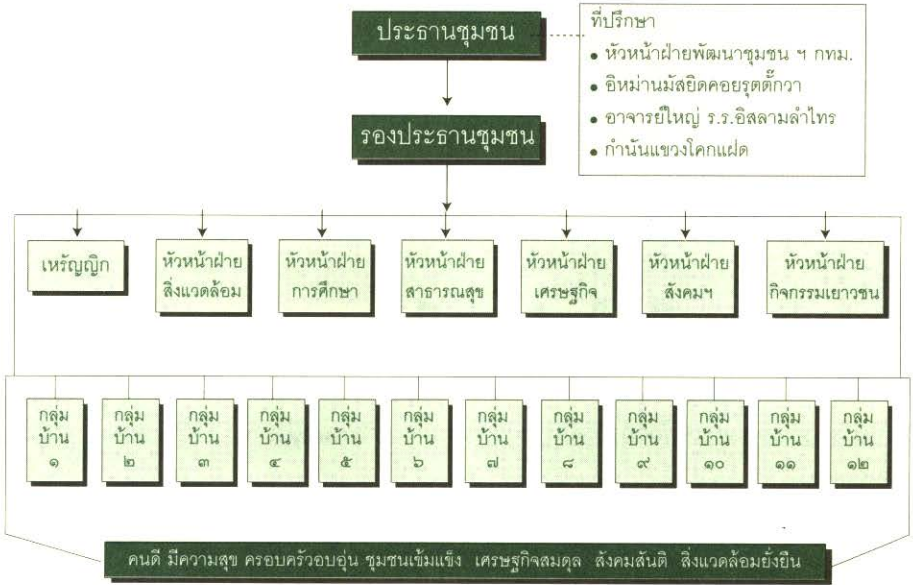 ประธานชุมชน
ที่ปรึกษา
• หัวหน้าฝ่ายพัฒนาชุมชน ฯ กทม.
• อิหม่านมัสยิดคอยรุตตั๊กวา
• อาจารย์ใหญ่ ร.ร.อิสลามลำไทร
• กำนันแขวงโคกแฝด
รองประธานชุมชน
เหรัญญิก
หัวหน้าฝ่าย
สิ่งแวดล้อม
หัวหน้าฝ่าย
การศึกษา
หัวหน้าฝ่าย
สาธารณสุข
หัวหน้าฝ่าย
เศรษฐกิจ
หัวหน้าฝ่าย
สังคมฯ
หัวหน้าฝ่าย
กิจกรรมเยาวชน
กลุ่ม
บ้าน
๑
กลุ่ม
บ้าน
๒
กลุ่ม
บ้าน
๓
กลุ่ม
บ้าน
๔
กลุ่ม
บ้าน
๕
กลุ่ม
บ้าน
๖
กลุ่ม
บ้าน
๗
กลุ่ม
บ้าน
๘
กลุ่ม
บ้าน
๙
กลุ่ม
บ้าน
๑๐
กลุ่ม
บ้าน
๑๑
กลุ่ม
บ้าน
๑๒
คนดี มีความสุข ครอบครัวอบอุ่น ชุมชนเข้มแข็ง เศรษฐกิจสมดุล สังคมสันติ สิ่งแวดล้อมยั่งยืน